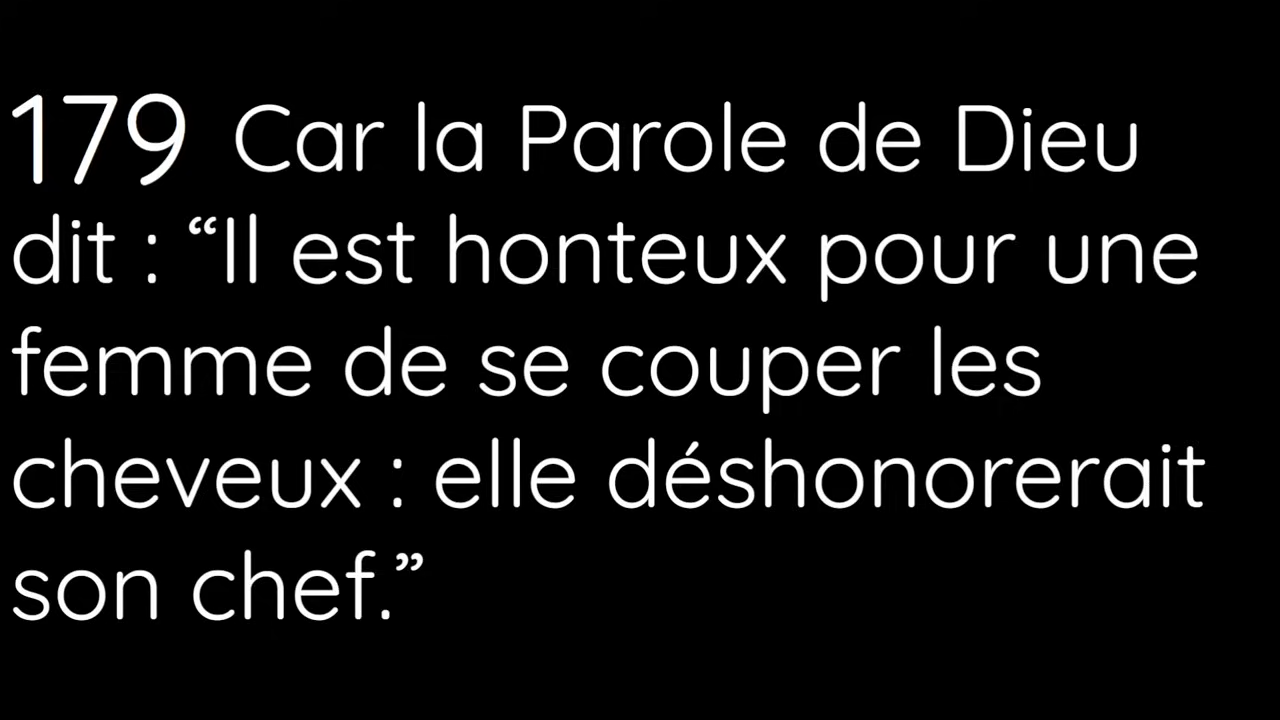 179 Car la Parole de Dieu
dit : “Il est honteux pour une
femme de se couper les
cheveux : elle déshonorerait
son chef.”